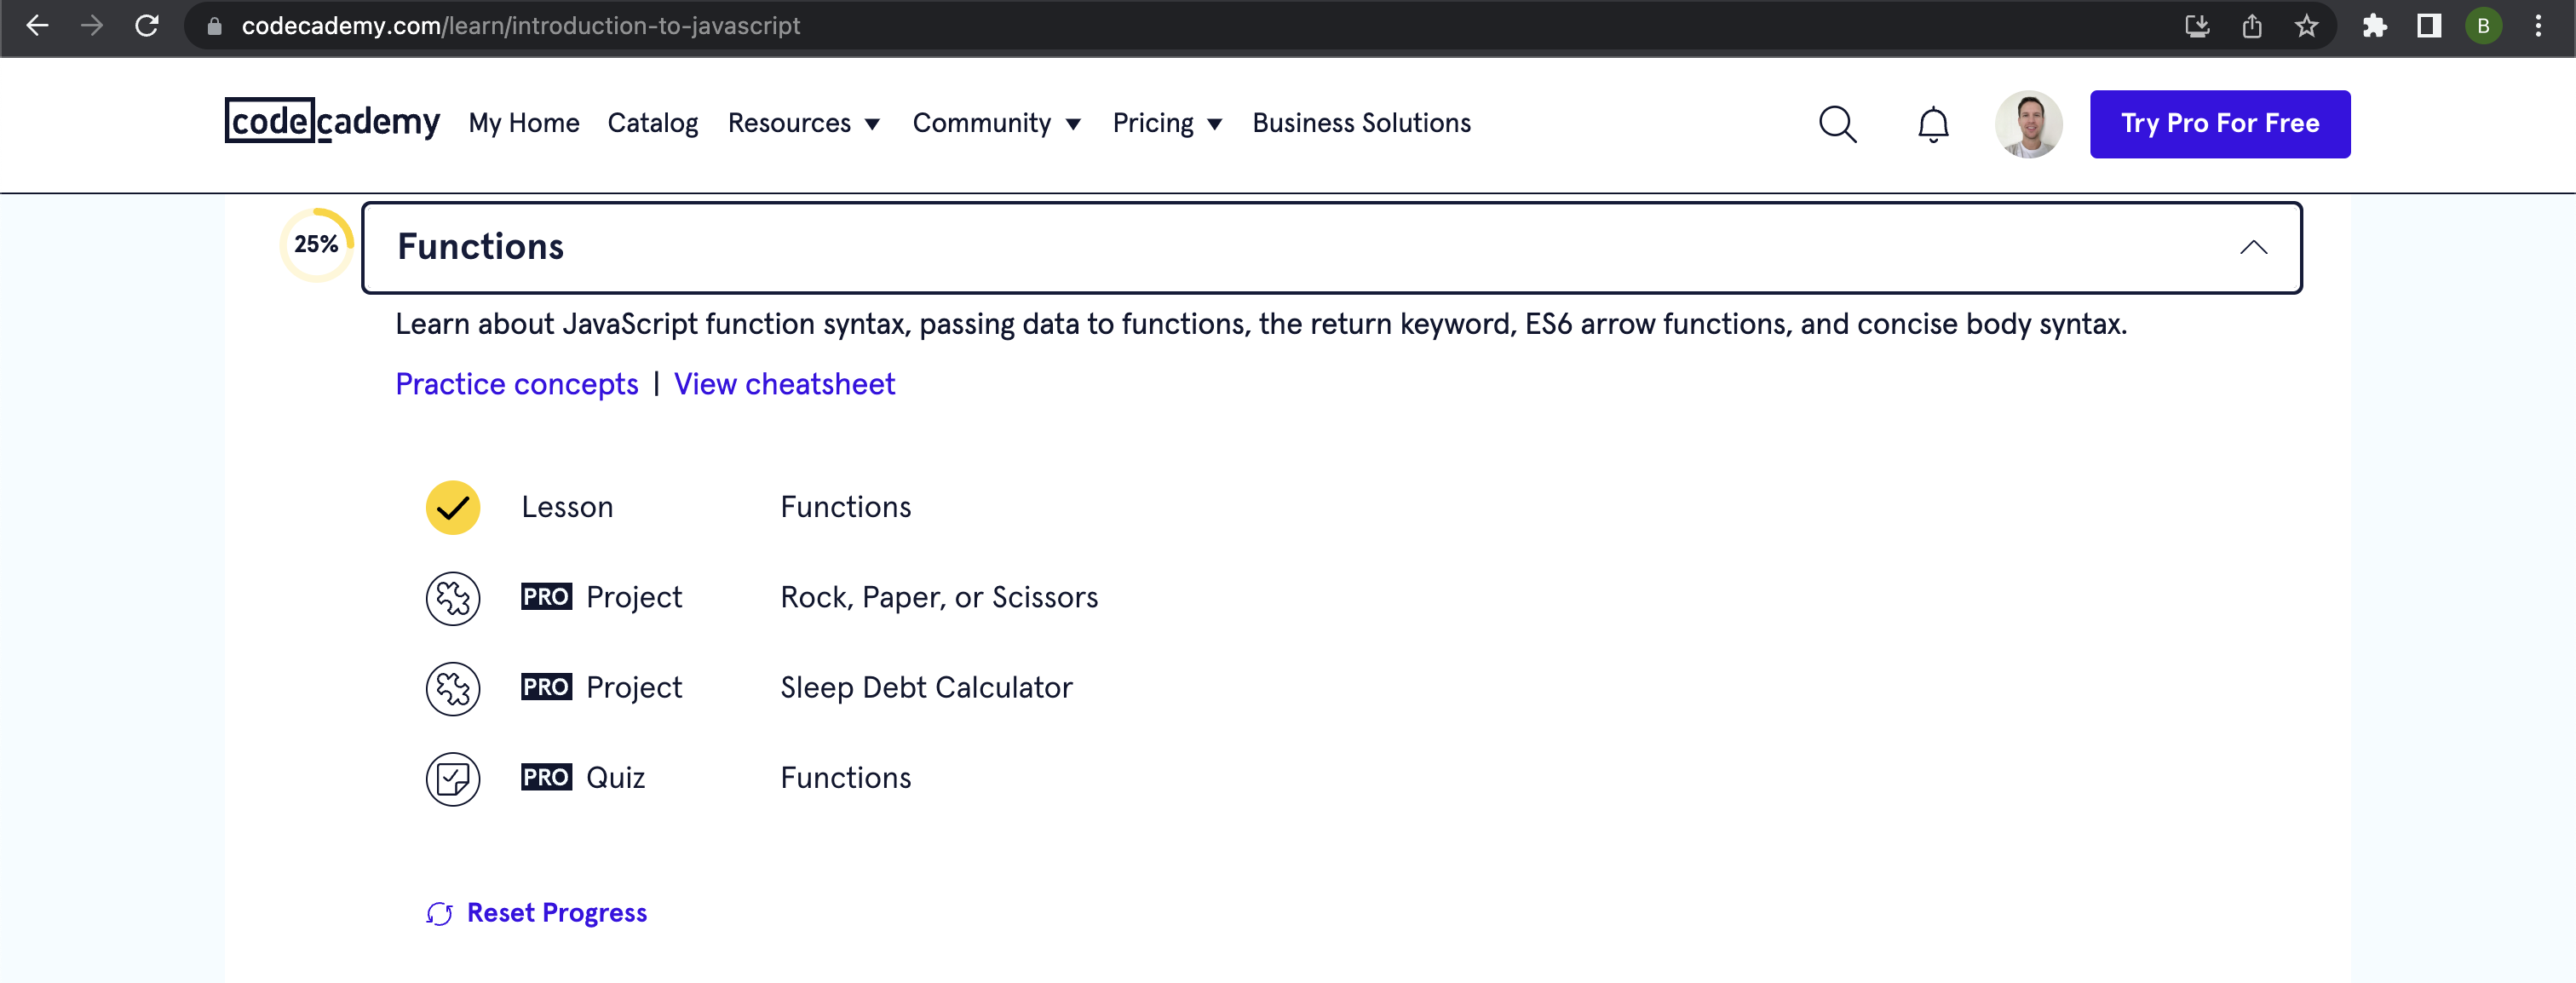 codecademy.com/learn/introduction-to-javascript
B
codecademy My Home Catalog Resources Community Pricing Business Solutions Try Pro For Free
25% Functions
Learn about JavaScript function syntax, passing data to functions, the return keyword, ES6 arrow functions, and concise body syntax.
Practice concepts | View cheatsheet
Lesson Functions
PRO Project Rock, Paper, or Scissors
PRO Project Sleep Debt Calculator
PRO Quiz Functions
Reset Progress